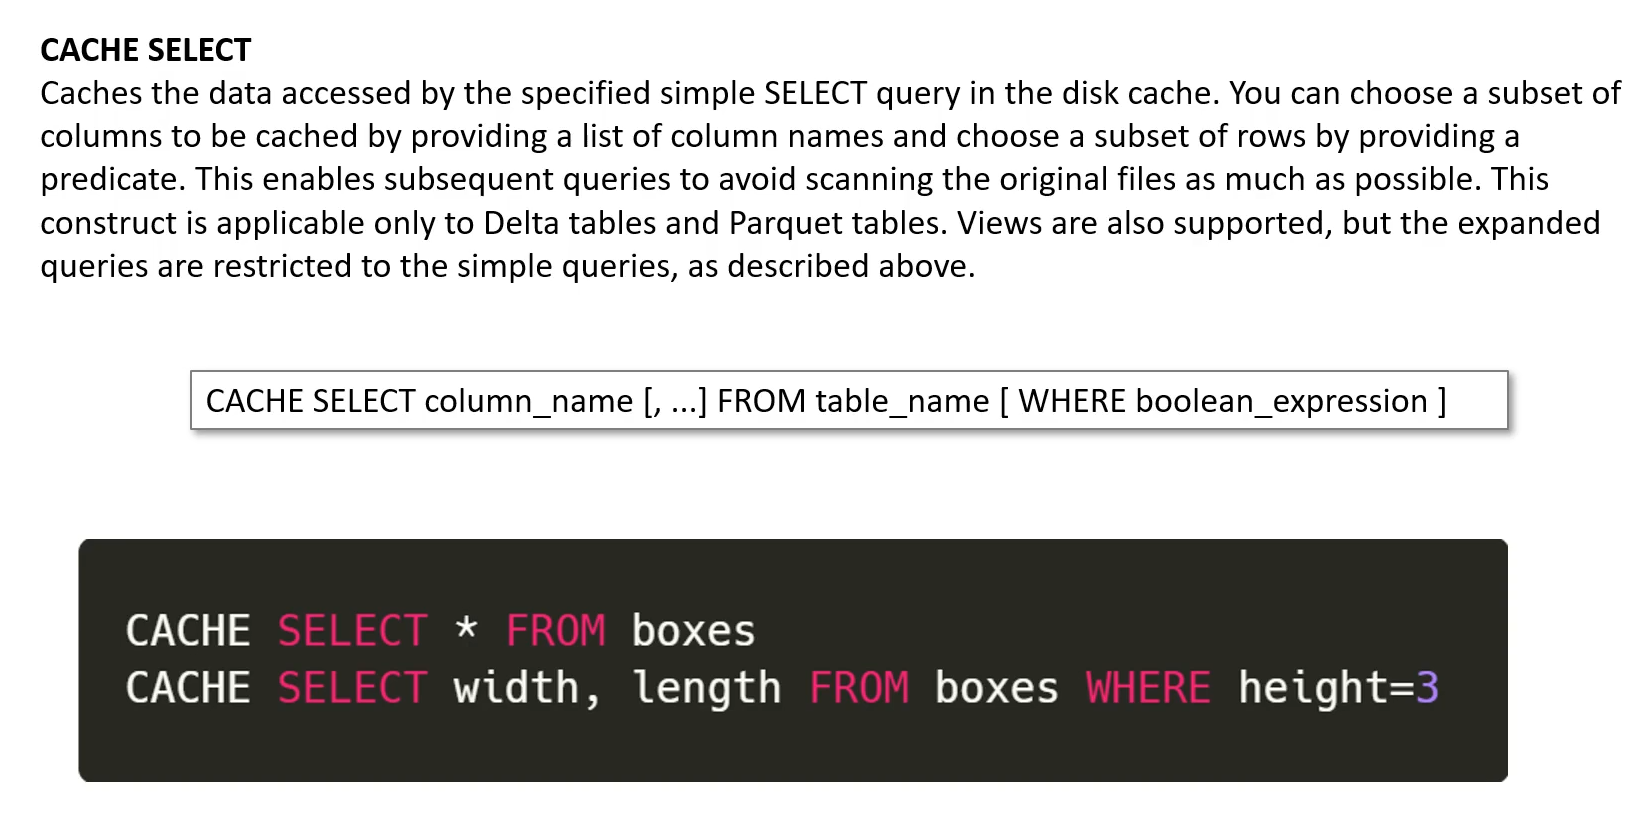 CACHE SELECT
Caches the data accessed by the specified simple SELECT query in the disk cache. You can choose a subset of
columns to be cached by providing a list of column names and choose a subset of rows by providing a
predicate. This enables subsequent queries to avoid scanning the original files as much as possible. This
construct is applicable only to Delta tables and Parquet tables. Views are also supported, but the expanded
queries are restricted to the simple queries, as described above.
CACHE SELECT column_name [, ...] FROM table_name [ WHERE boolean_expression ]
CACHE SELECT * FROM boxes
CACHE SELECT width, length FROM boxes WHERE height=3